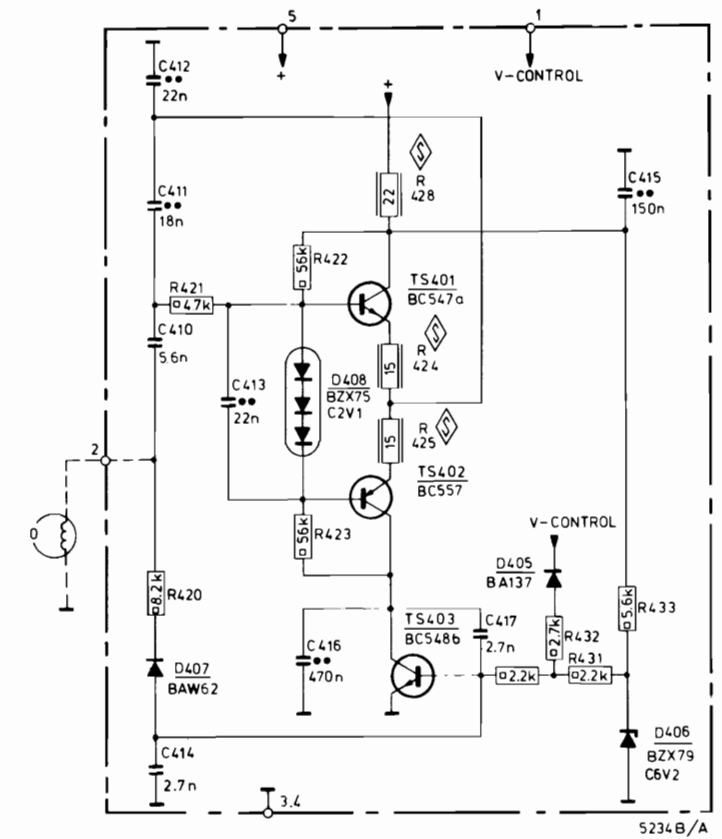 5
1
C412
22n
+
V-CONTROL
+
C411
18n
S
R
428
22
C415
150n
56k
R422
R421
4.7k
TS401
BC547a
C410
5.6n
S
R
424
15
D408
BZX75
C2V1
C413
22n
S
R
425
15
2
TS402
BC557
0
56k
R423
V-CONTROL
D405
BA137
8.2k
R420
5.6k
R433
TS403
BC548b
C417
2.7n
2.7k
R432
C416
470n
R431
2.2k
2.2k
D407
BAW62
D406
BZX79
C6V2
C414
2.7n
3.4
5234B/A